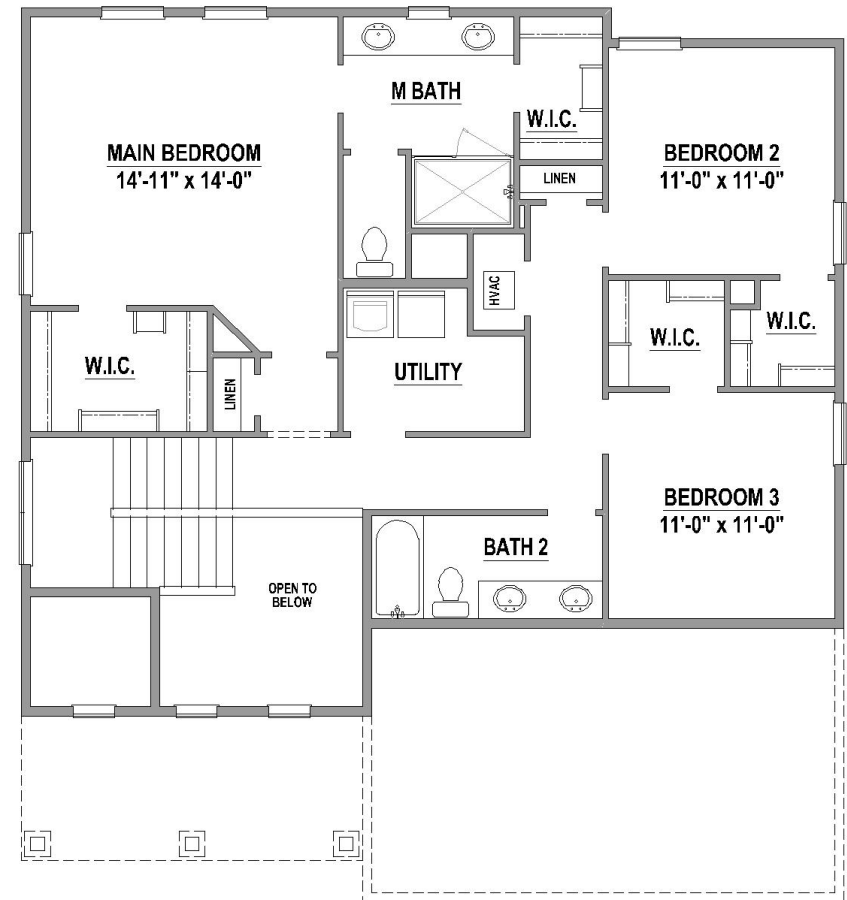 M BATH
W.I.C.
MAIN BEDROOM
14'-11" x 14'-0"
BEDROOM 2
11'-0" x 11'-0"
LINEN
HVAC
W.I.C.
W.I.C.
W.I.C.
UTILITY
LINEN
BEDROOM 3
11'-0" x 11'-0"
BATH 2
OPEN TO
BELOW